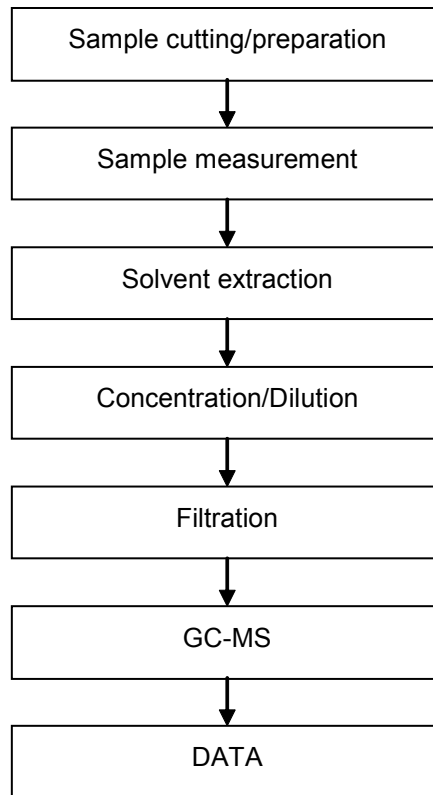 Sample cutting/preparation
Sample measurement
Solvent extraction
Concentration/Dilution
Filtration
GC-MS
DATA